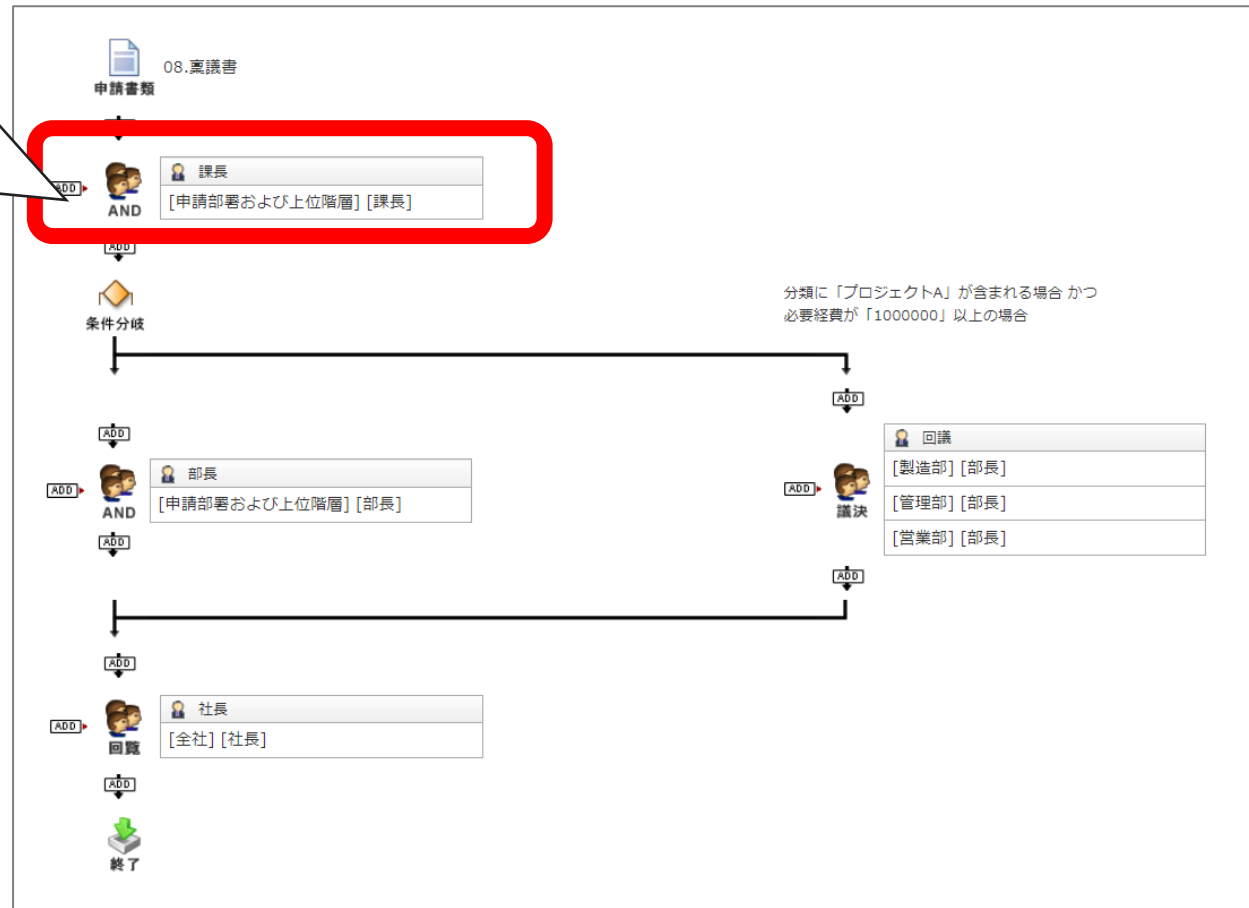 08.稟議書
申請書類
課長
ADD
[申請部署および上位階層] [課長]
AND
ADD
条件分岐
分類に「プロジェクトA」が含まれる場合 かつ
必要経費が「1000000」以上の場合
ADD
ADD
部長
ADD
[申請部署および上位階層] [部長]
AND
ADD
回議
[製造部] [部長]
ADD
[管理部] [部長]
議決
[営業部] [部長]
ADD
ADD
社長
ADD
[全社] [社長]
回覧
ADD
終了